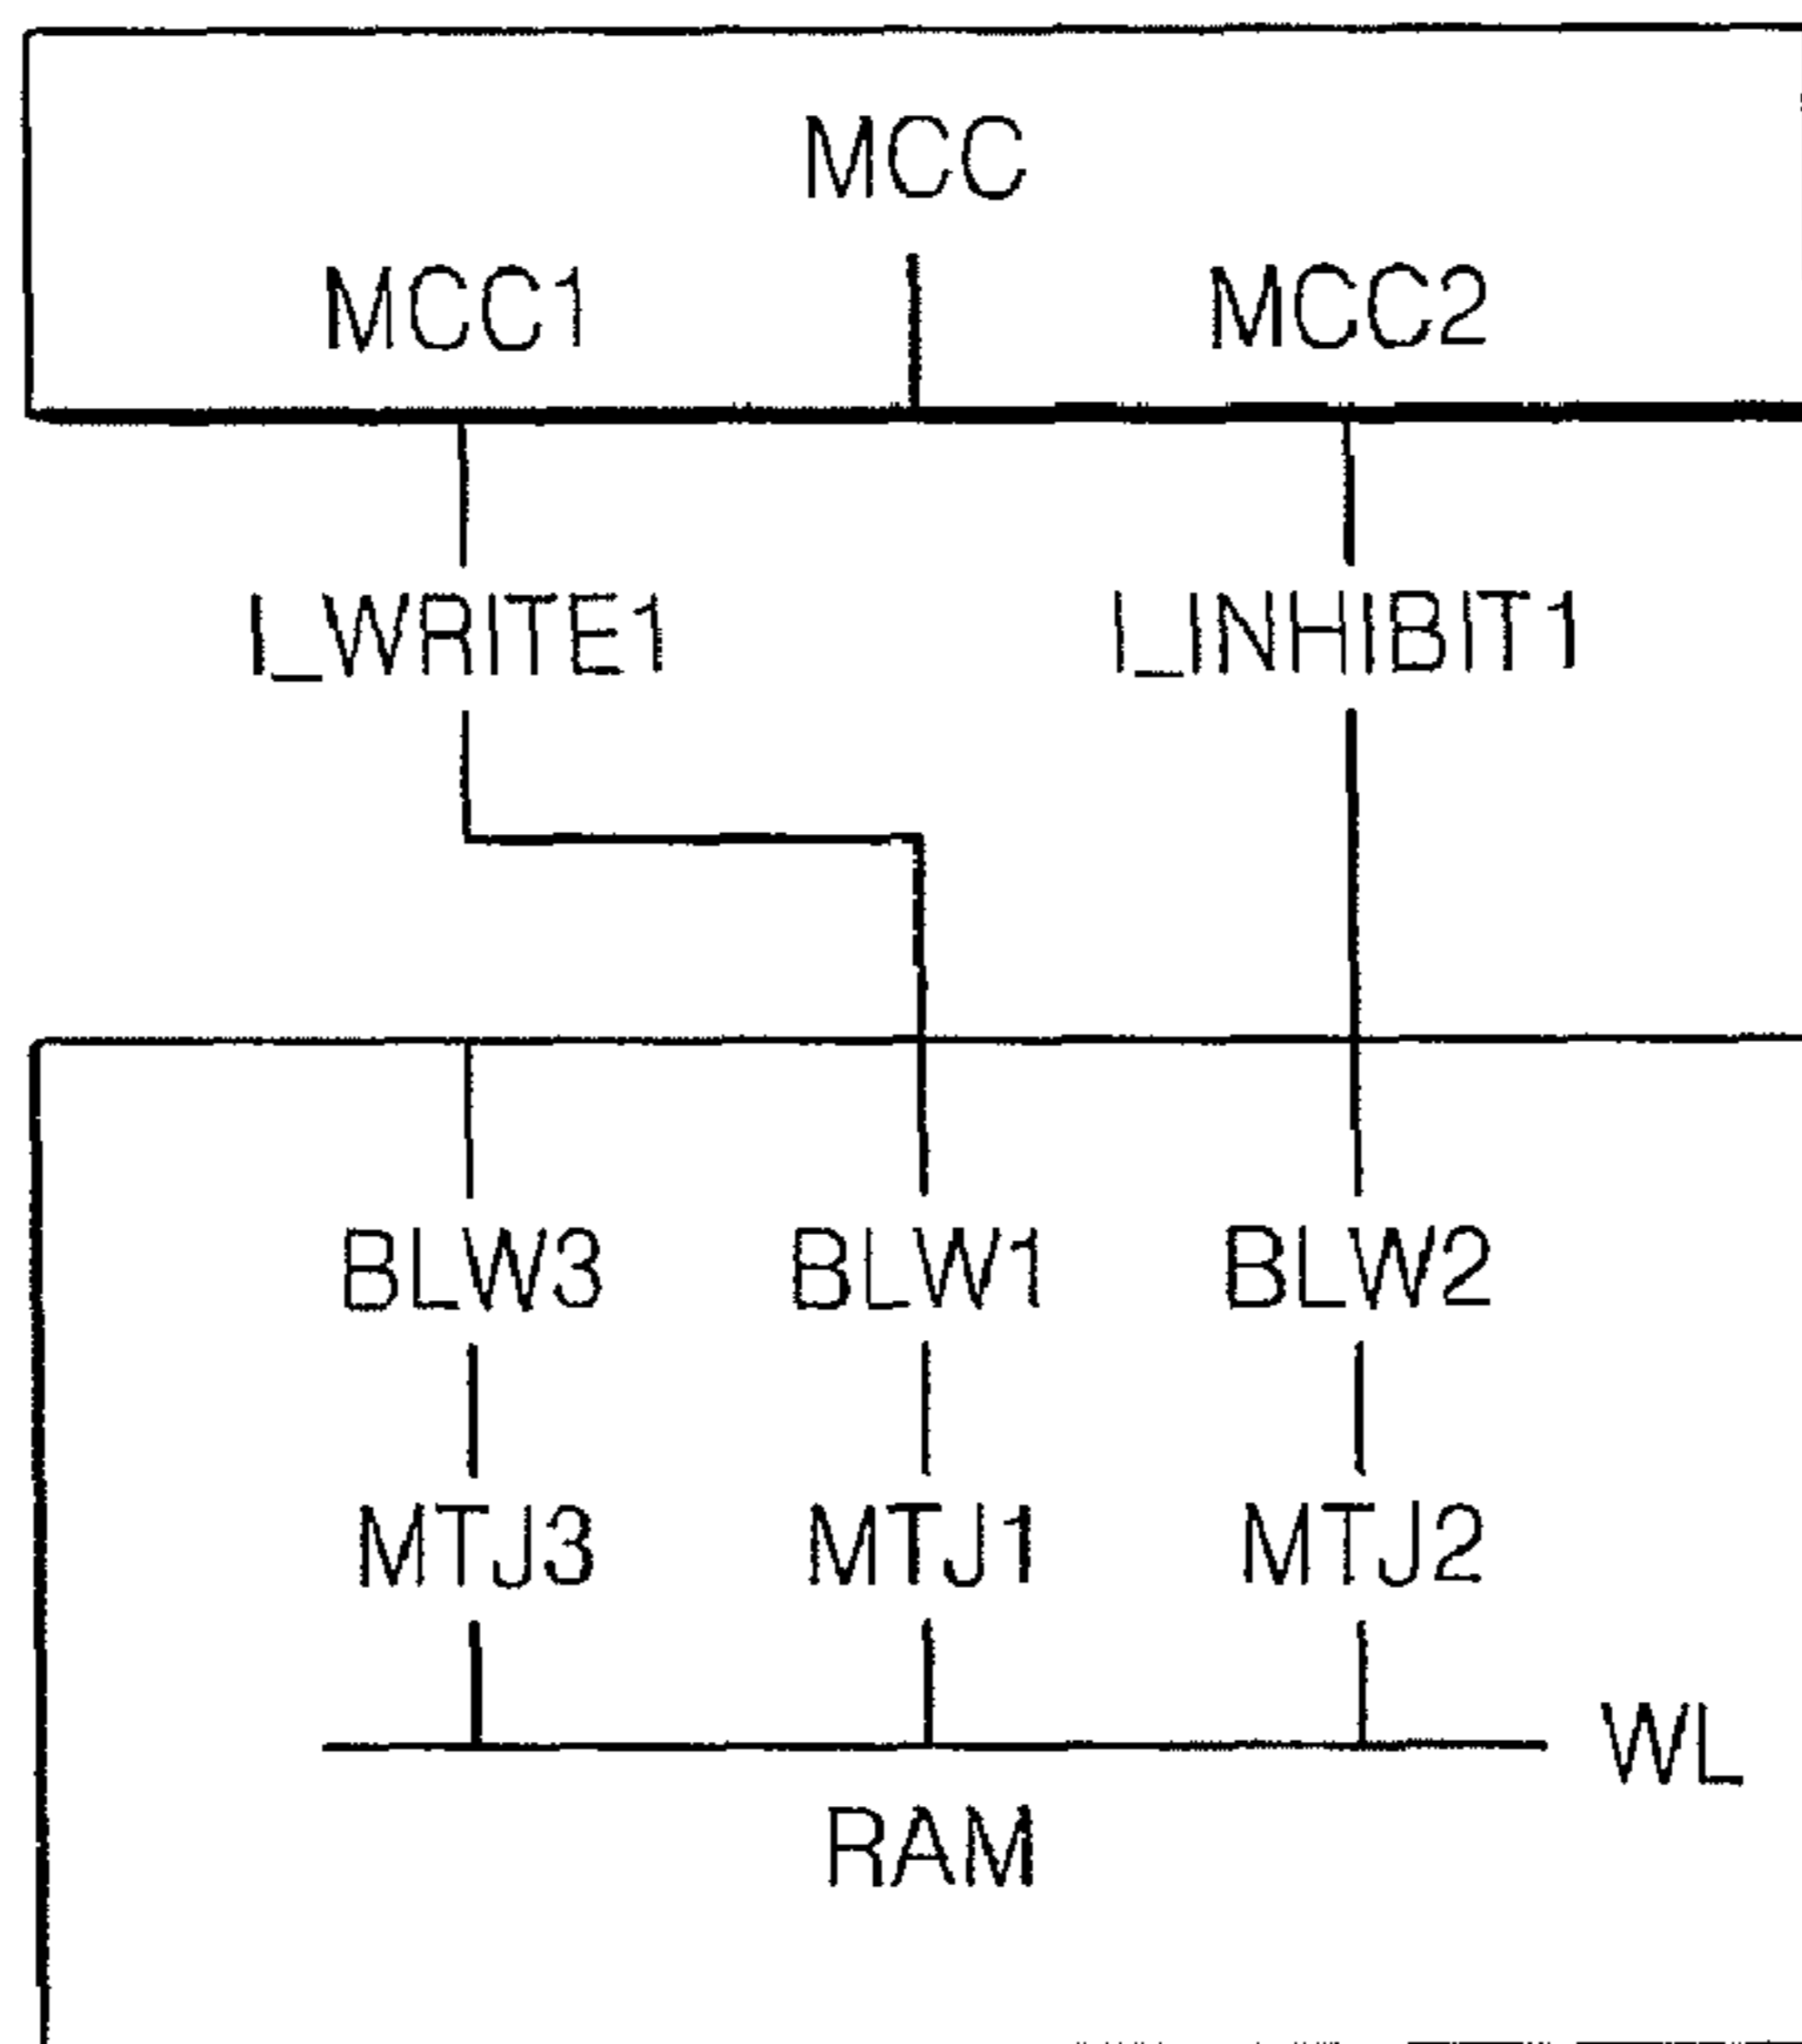 MCC
MCC1 MCC2
I_WRITE1 I_INHIBIT1
BLW3 BLW1 BLW2
MTJ3 MTJ1 MTJ2
WL
RAM